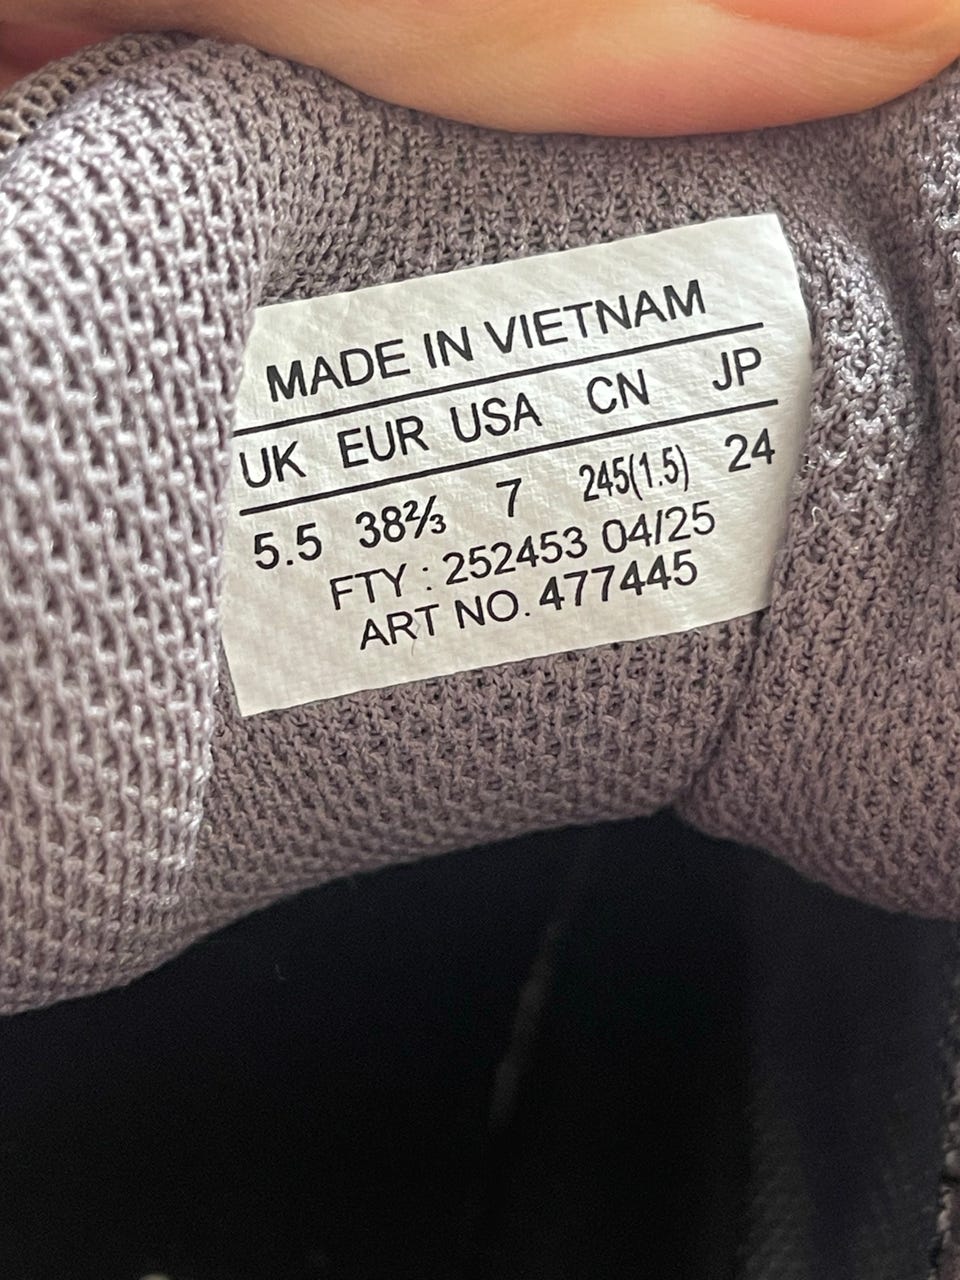 MADE IN VIETNAM
UK EUR USA CN JP
5.5 38⅔ 7 245(1.5) 24
FTY : 252453 04/25
ART NO. 477445